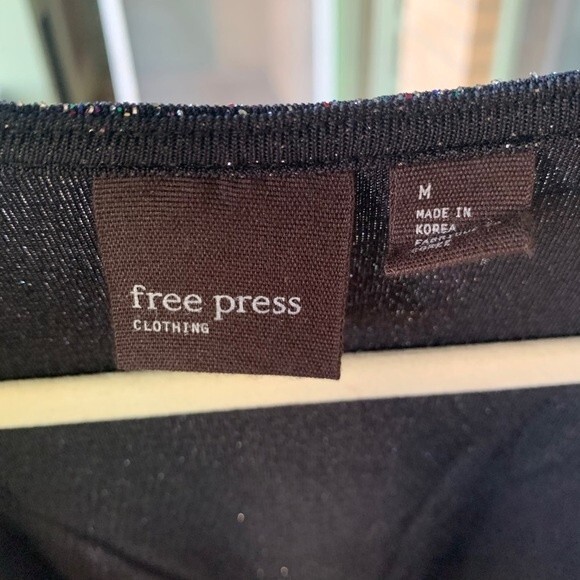 free press
CLOTHING
M
MADE IN
KOREA